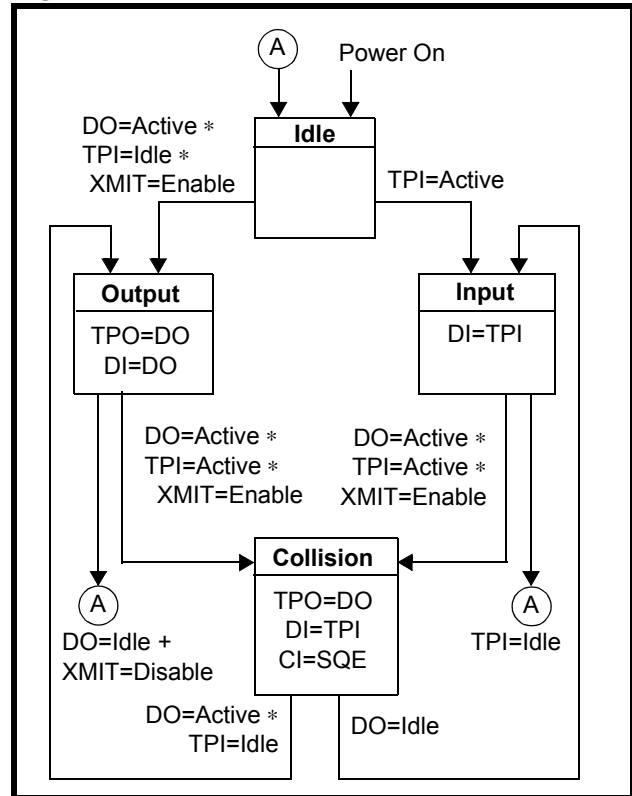 A
Power On
Idle
DO=Active *
TPI=Idle *
XMIT=Enable
TPI=Active
Output
TPO=DO
DI=DO
Input
DI=TPI
DO=Active *
TPI=Active *
XMIT=Enable
DO=Active *
TPI=Active *
XMIT=Enable
Collision
TPO=DO
DI=TPI
CI=SQE
A
DO=Idle +
XMIT=Disable
A
TPI=Idle
DO=Active *
TPI=Idle
DO=Idle